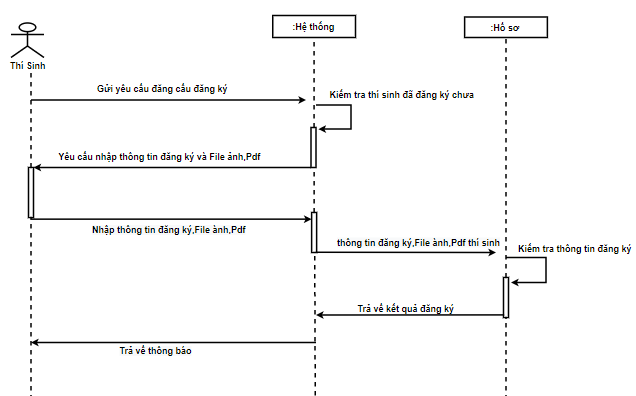 :Hệ thống
:Hồ sơ
Thí Sinh
Gửi yêu cầu đăng cầu đăng ký
Kiểm tra thí sinh đã đăng ký chưa
Yêu cầu nhập thông tin đăng ký và File ảnh,Pdf
Nhập thông tin đăng ký,File ảnh,Pdf
thông tin đăng ký,File ảnh,Pdf thí sinh
Kiểm tra thông tin đăng ký
Trả về kết quả đăng ký
Trả về thông báo